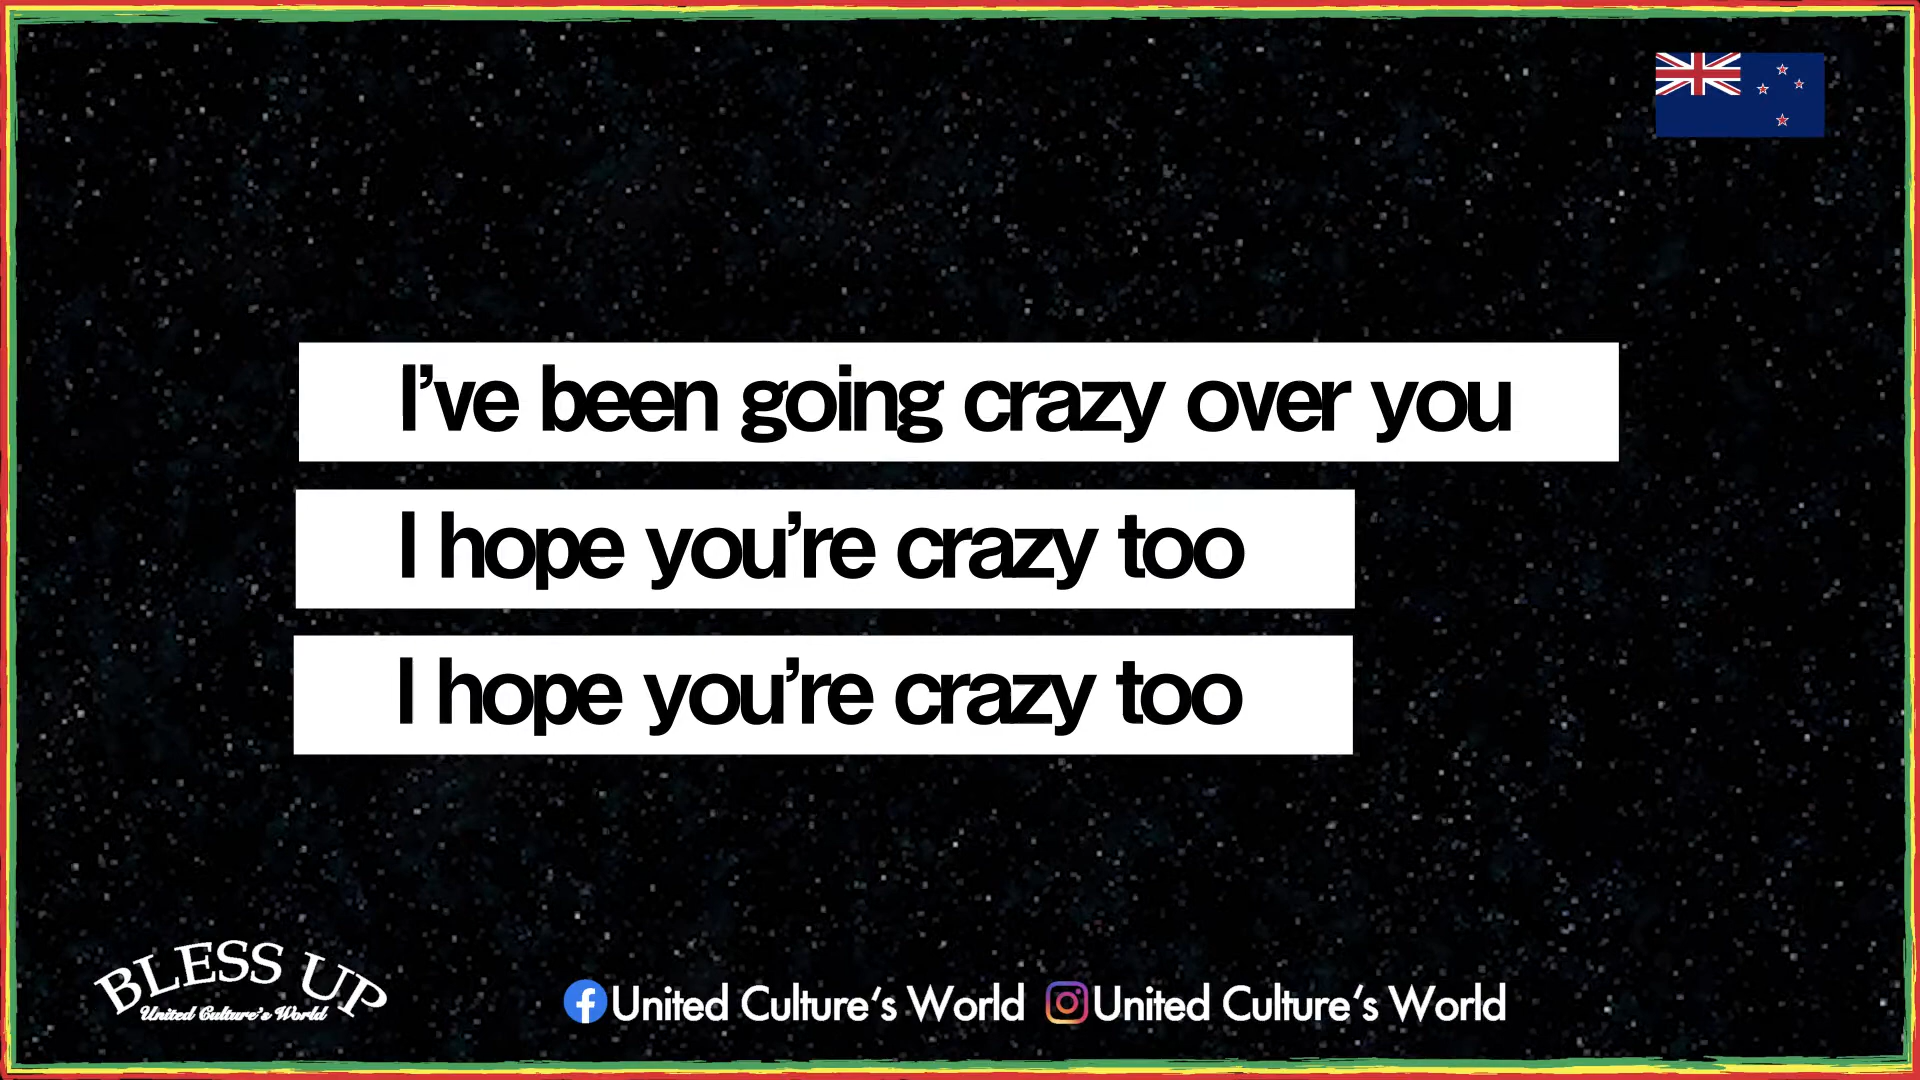 I’ve been going crazy over you
I hope you’re crazy too
I hope you’re crazy too
BLESS UP
United Culture's World
United Culture's World United Culture's World